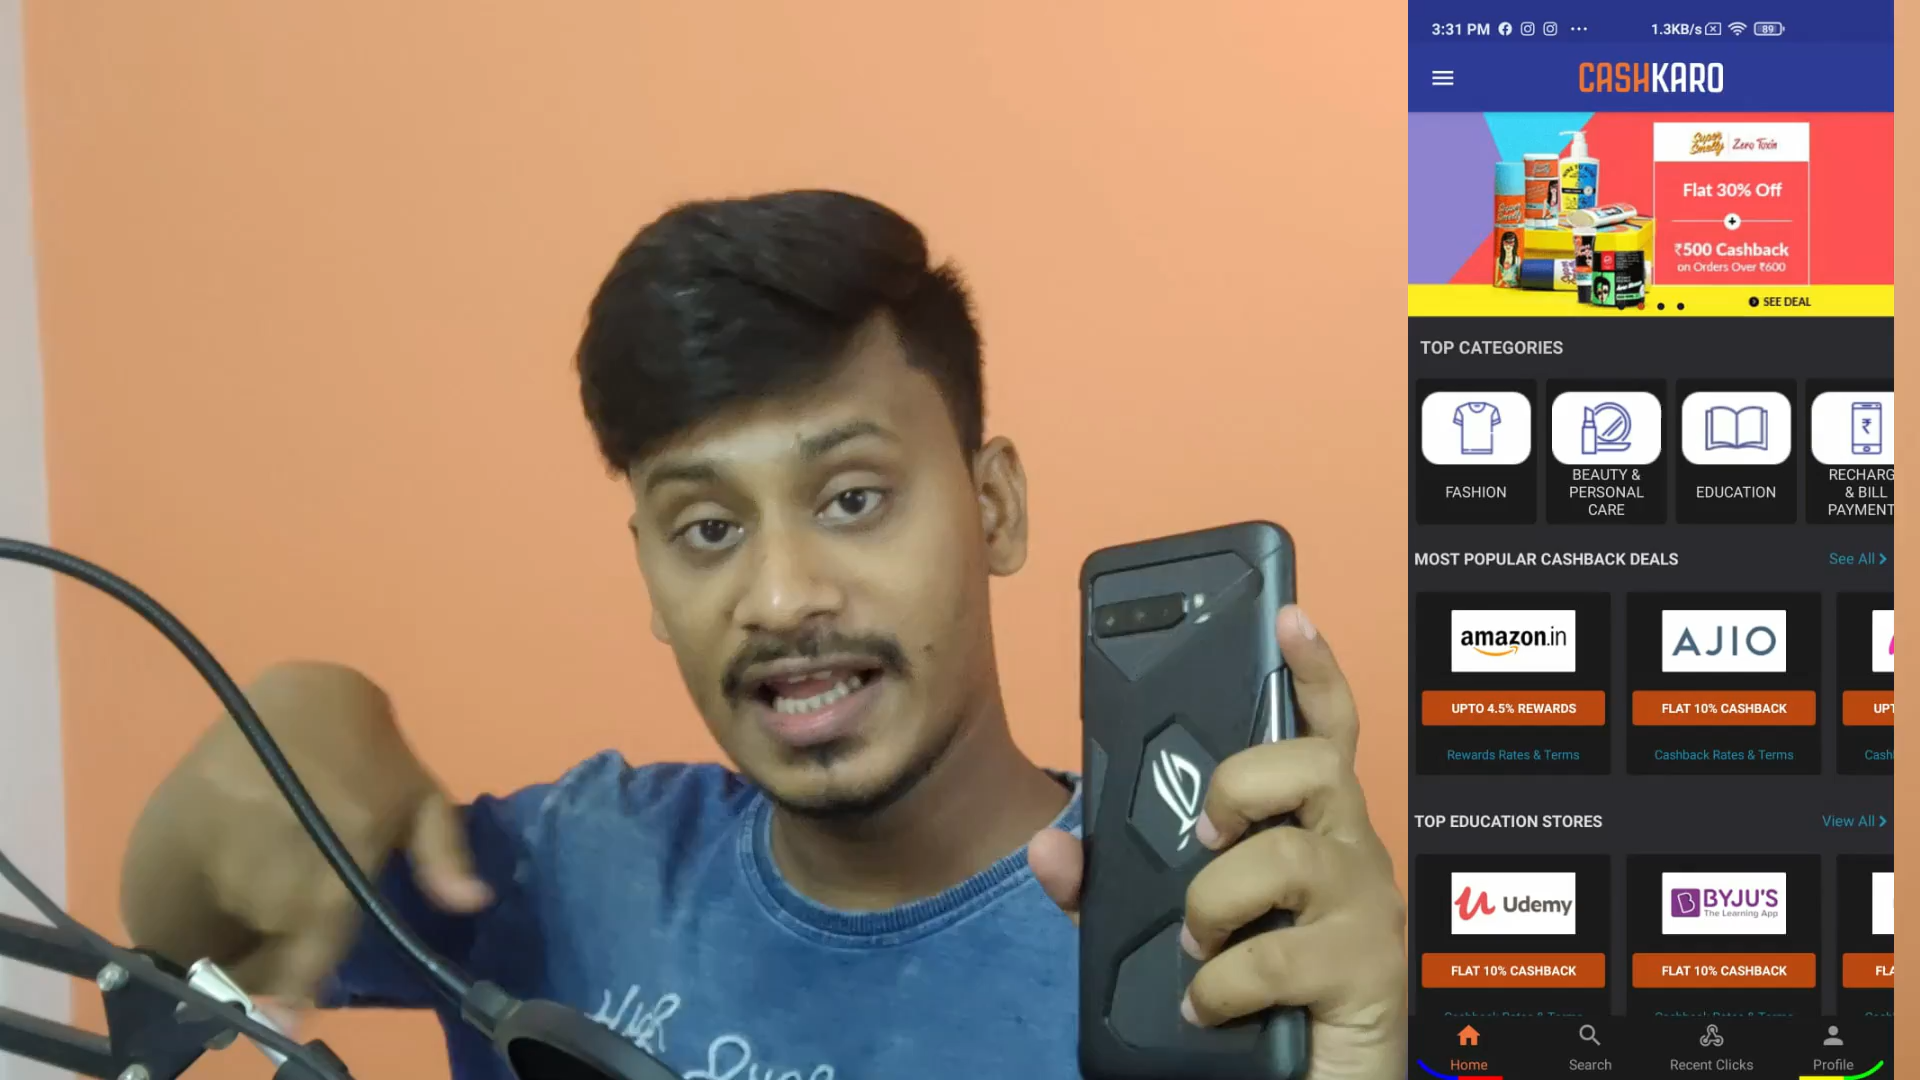 3:31 PM
1.3KB/s
89
CASHKARO
Super Smelly
Zero Toxin
Flat 30% Off
+
₹500 Cashback
on Orders Over ₹600
SEE DEAL
TOP CATEGORIES
FASHION
BEAUTY &
PERSONAL
CARE
EDUCATION
RECHARG
& BILL
PAYMENT
MOST POPULAR CASHBACK DEALS
See All
amazon.in
AJIO
UPTO 4.5% REWARDS
FLAT 10% CASHBACK
UPT
Rewards Rates & Terms
Cashback Rates & Terms
Cash
TOP EDUCATION STORES
View All
Udemy
BYJU'S
The Learning App
FLAT 10% CASHBACK
FLAT 10% CASHBACK
FLA
Home
Search
Recent Clicks
Profile